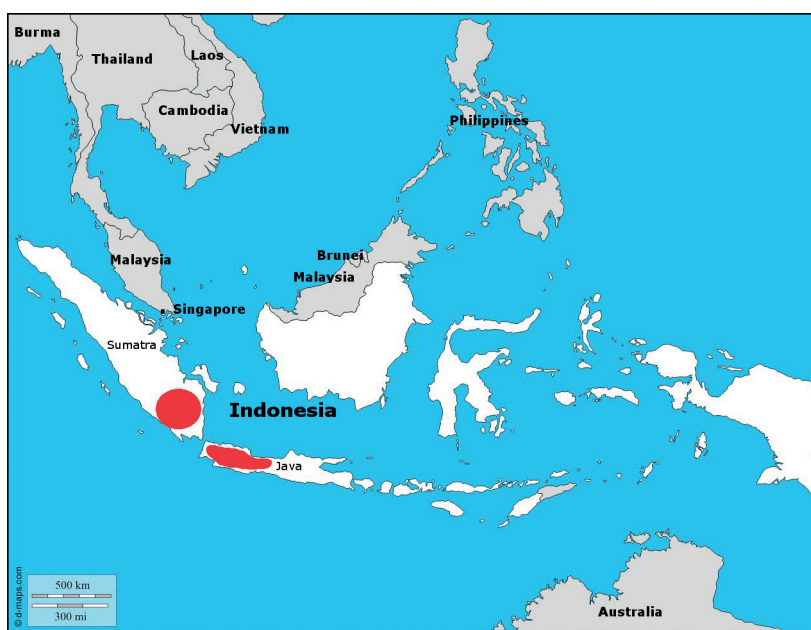 Burma
Laos
Thailand
Cambodia
Vietnam
Philippines
Brunei
Malaysia
Malaysia
Singapore
Sumatra
Indonesia
Java
500 km
300 mi
Australia
© d-maps.com